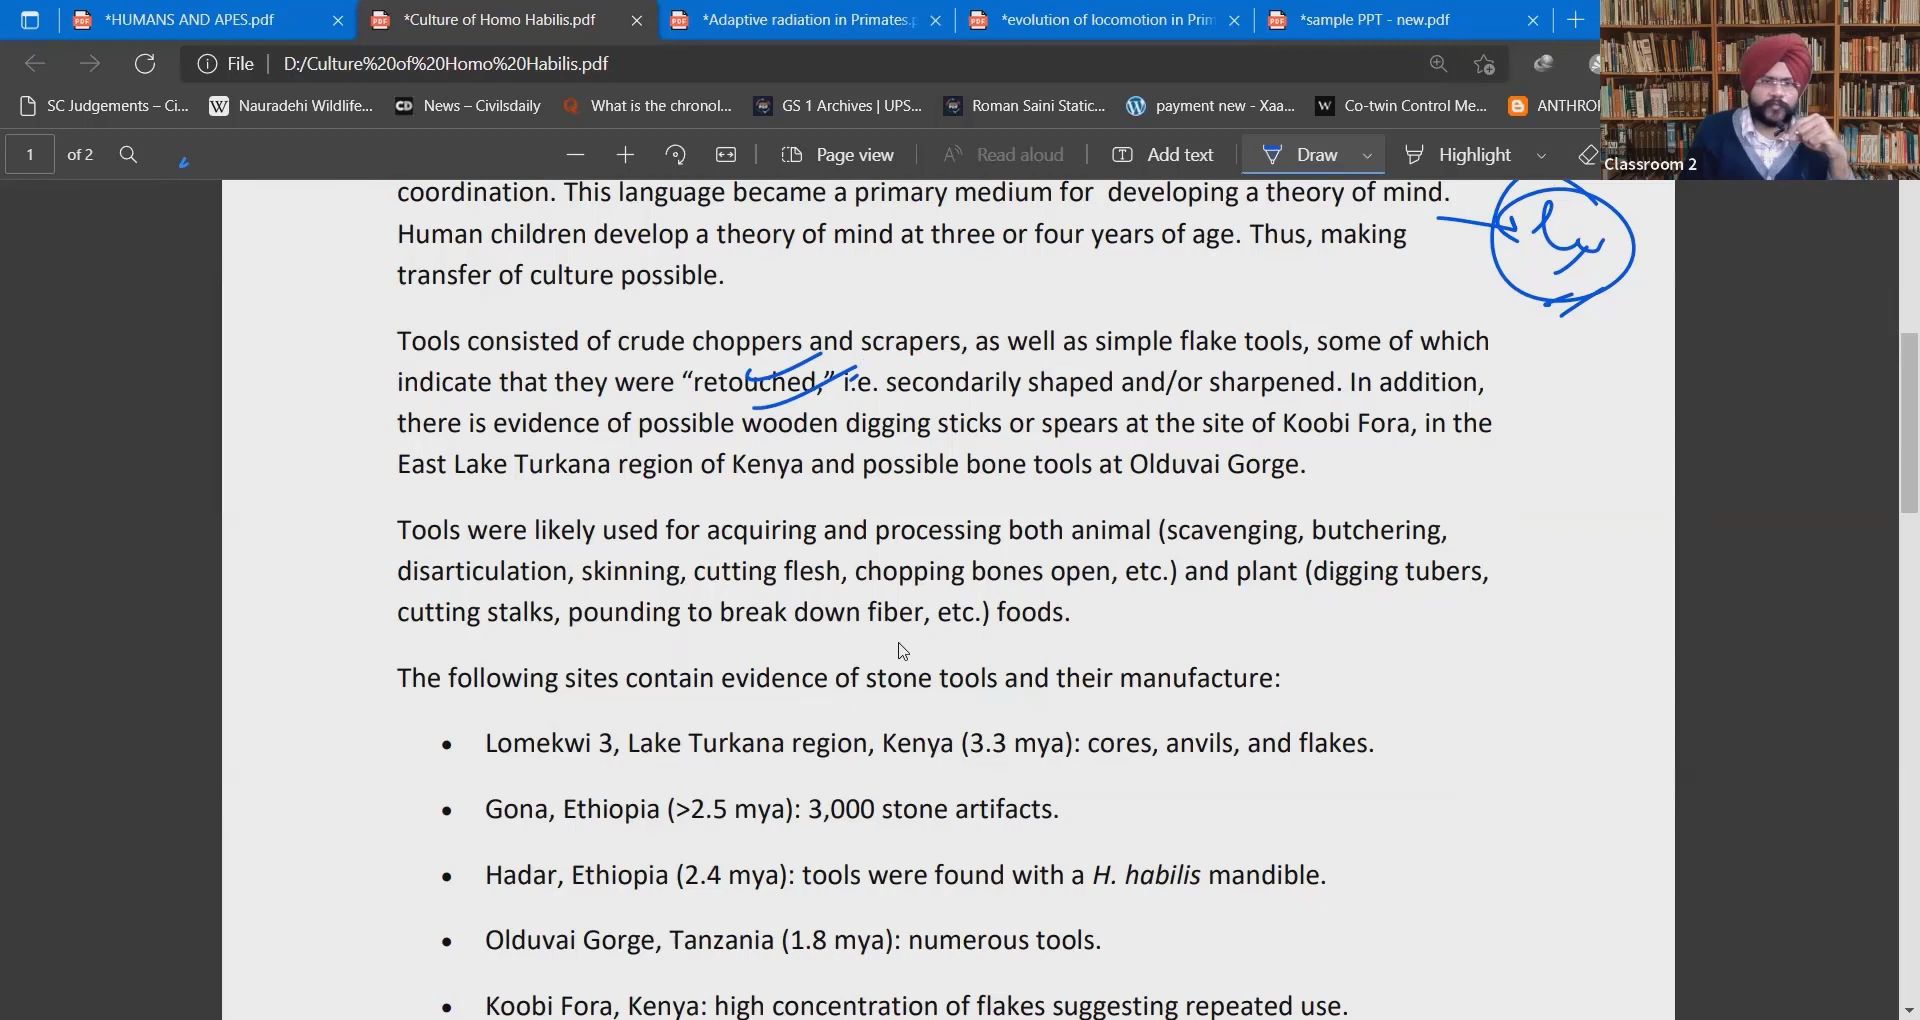 *HUMANS AND APES.pdf
*Culture of Homo Habilis.pdf
*Adaptive radiation in Primates.p
*evolution of locomotion in Prim
*sample PPT - new.pdf
File
D:/Culture%20of%20Homo%20Habilis.pdf
SC Judgements – Ci...
Nauradehi Wildlife...
News – Civilsdaily
What is the chronol...
GS 1 Archives | UPS...
Roman Saini Static...
payment new - Xaa...
Co-twin Control Me...
ANTHRO
1 of 2
Page view
Read aloud
Add text
Draw
Highlight
Classroom 2
coordination. This language became a primary medium for developing a theory of mind.
Human children develop a theory of mind at three or four years of age. Thus, making
transfer of culture possible.
Tools consisted of crude choppers and scrapers, as well as simple flake tools, some of which
indicate that they were “retouched,” i.e. secondarily shaped and/or sharpened. In addition,
there is evidence of possible wooden digging sticks or spears at the site of Koobi Fora, in the
East Lake Turkana region of Kenya and possible bone tools at Olduvai Gorge.
Tools were likely used for acquiring and processing both animal (scavenging, butchering,
disarticulation, skinning, cutting flesh, chopping bones open, etc.) and plant (digging tubers,
cutting stalks, pounding to break down fiber, etc.) foods.
The following sites contain evidence of stone tools and their manufacture:
• Lomekwi 3, Lake Turkana region, Kenya (3.3 mya): cores, anvils, and flakes.
• Gona, Ethiopia (>2.5 mya): 3,000 stone artifacts.
• Hadar, Ethiopia (2.4 mya): tools were found with a H. habilis mandible.
• Olduvai Gorge, Tanzania (1.8 mya): numerous tools.
• Koobi Fora, Kenya: high concentration of flakes suggesting repeated use.